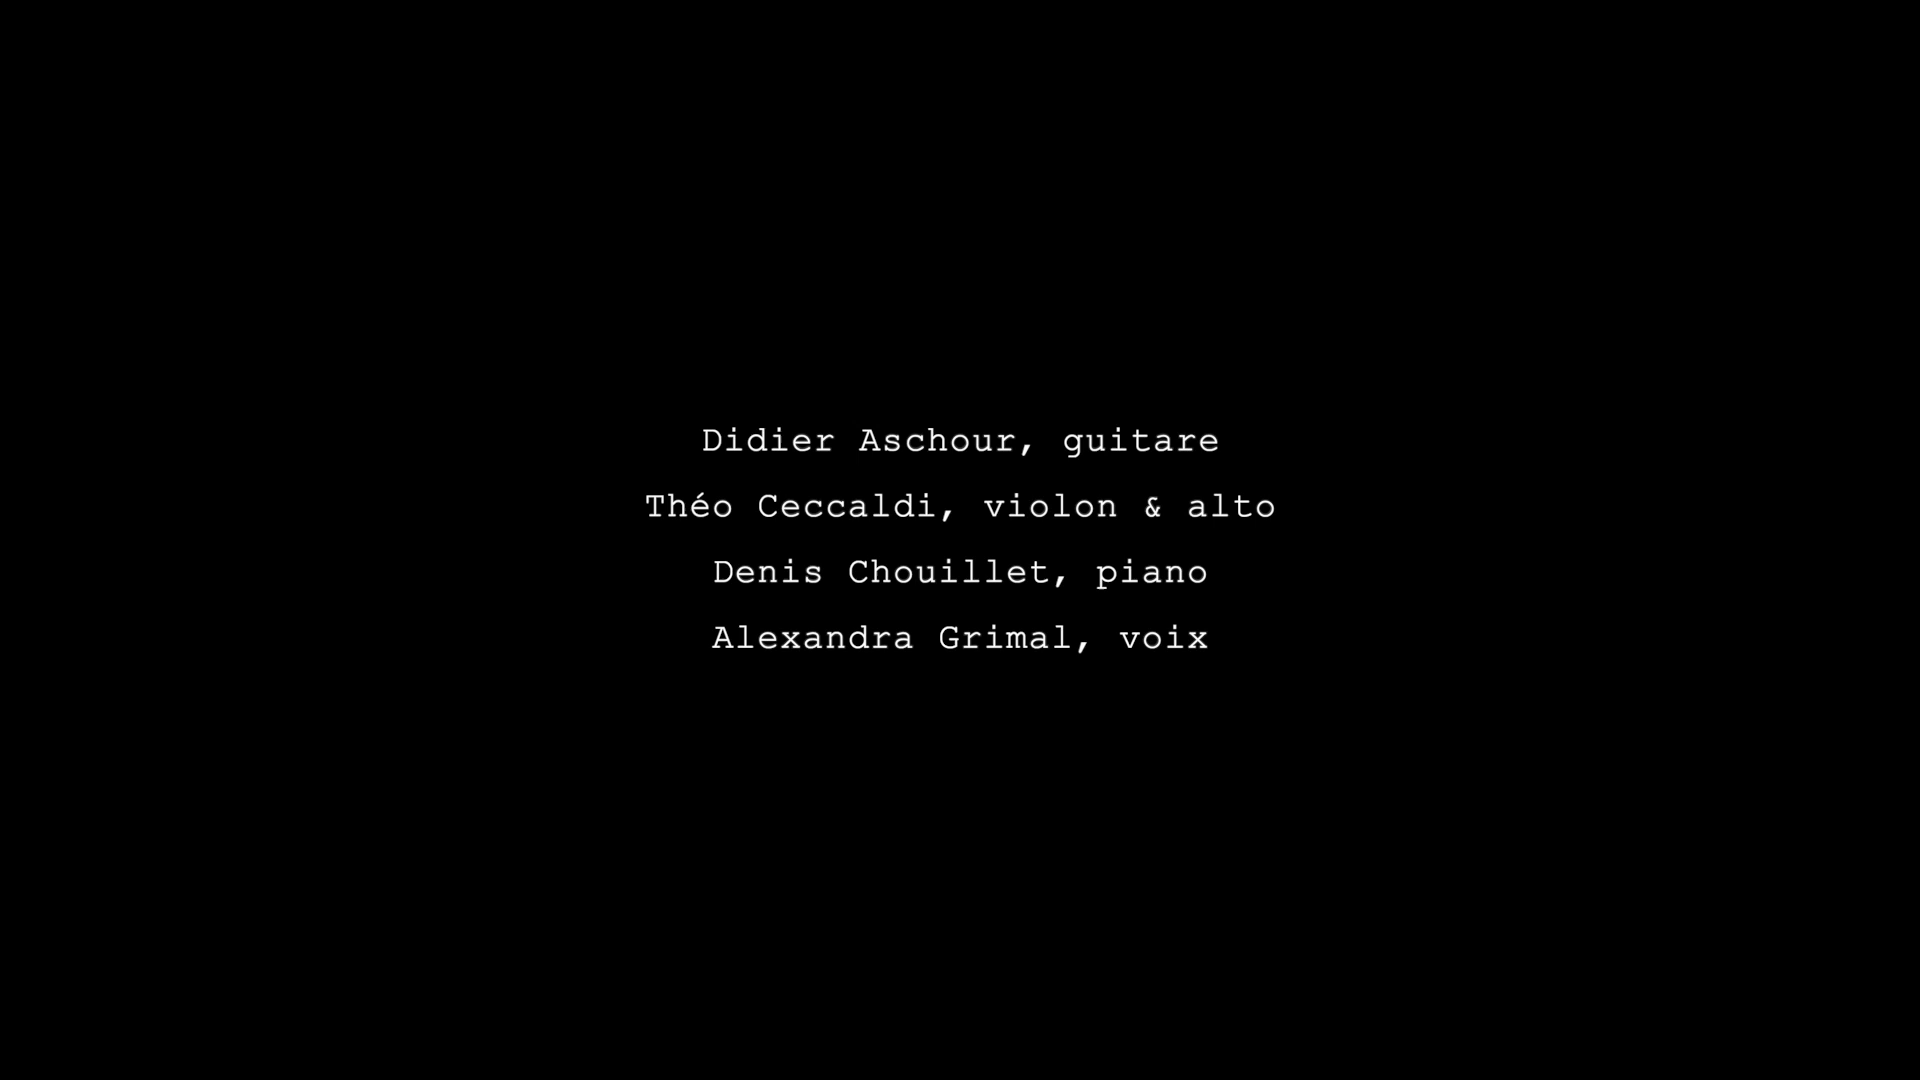 Didier Aschour, guitare
Théo Ceccaldi, violon & alto
Denis Chouillet, piano
Alexandra Grimal, voix